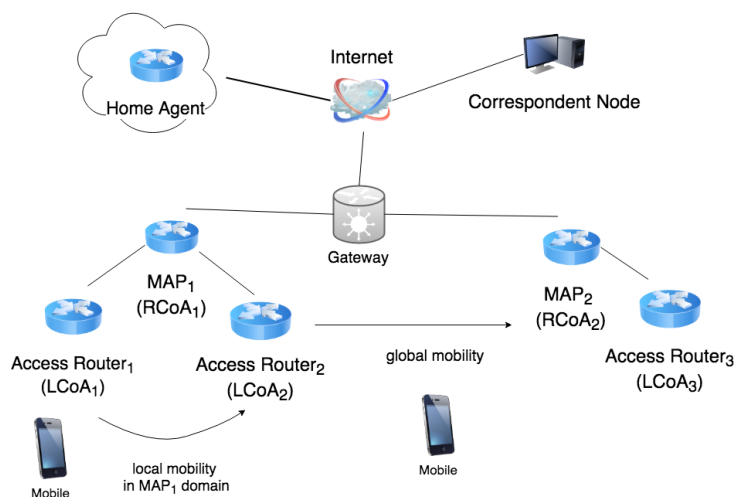 Internet
Home Agent
Correspondent Node
Gateway
MAP₁
(RCoA₁)
MAP₂
(RCoA₂)
Access Router₁
(LCoA₁)
Access Router₂
(LCoA₂)
global mobility
Access Router₃
(LCoA₃)
local mobility
in MAP₁ domain
Mobile
Mobile